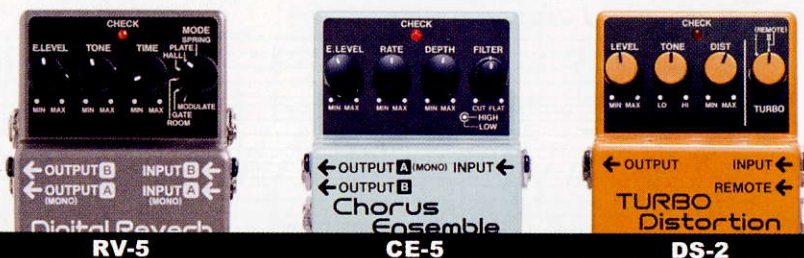 CHECK
MODE
SPRING
PLATE
HALL
E.LEVEL TONE TIME
MIN MAX MIN MAX MIN MAX
MODULATE
GATE
ROOM
← OUTPUT B INPUT B ←
← OUTPUT A INPUT A ←
(MONO) (MONO)
Digital Reverb
RV-5
CHECK
E.LEVEL RATE DEPTH FILTER
MIN MAX MIN MAX MIN MAX CUT FLAT
HIGH
LOW
← OUTPUT A (MONO) INPUT ←
← OUTPUT B
Chorus
Ensemble
CE-5
CHECK
(REMOTE)
LEVEL TONE DIST
I II
MIN MAX LO HI MIN MAX TURBO
← OUTPUT INPUT ←
REMOTE ←
TURBO
Distortion
DS-2